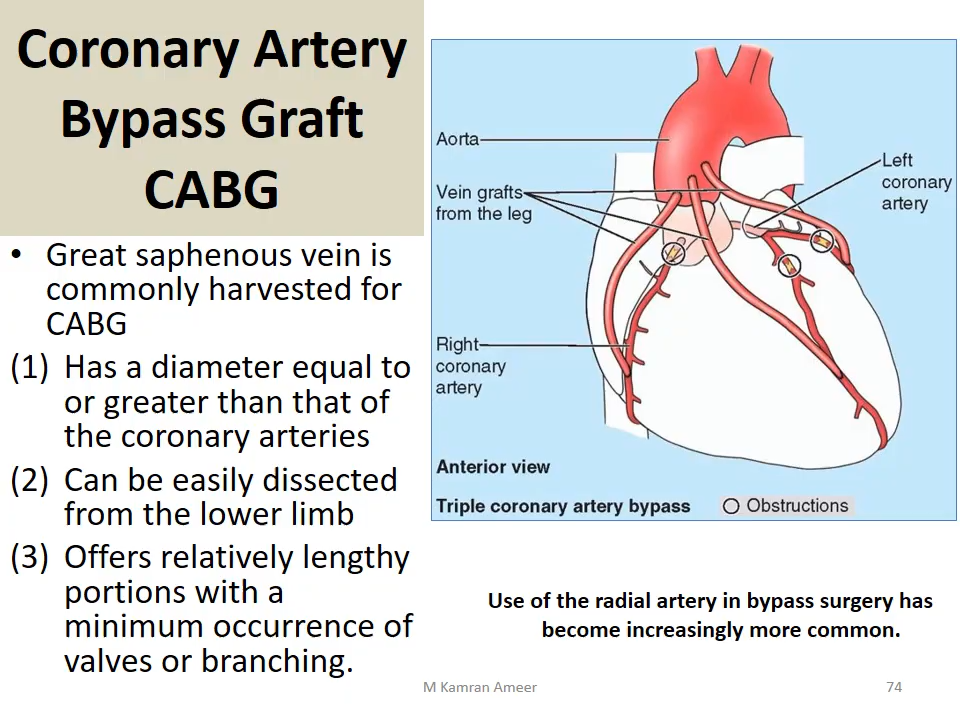 Coronary Artery
Bypass Graft
CABG
• Great saphenous vein is
commonly harvested for
CABG
(1) Has a diameter equal to
or greater than that of
the coronary arteries
(2) Can be easily dissected
from the lower limb
(3) Offers relatively lengthy
portions with a
minimum occurrence of
valves or branching.
Aorta
Vein grafts
from the leg
Left
coronary
artery
Right
coronary
artery
Anterior view
Triple coronary artery bypass
Obstructions
Use of the radial artery in bypass surgery has
become increasingly more common.
M Kamran Ameer
74